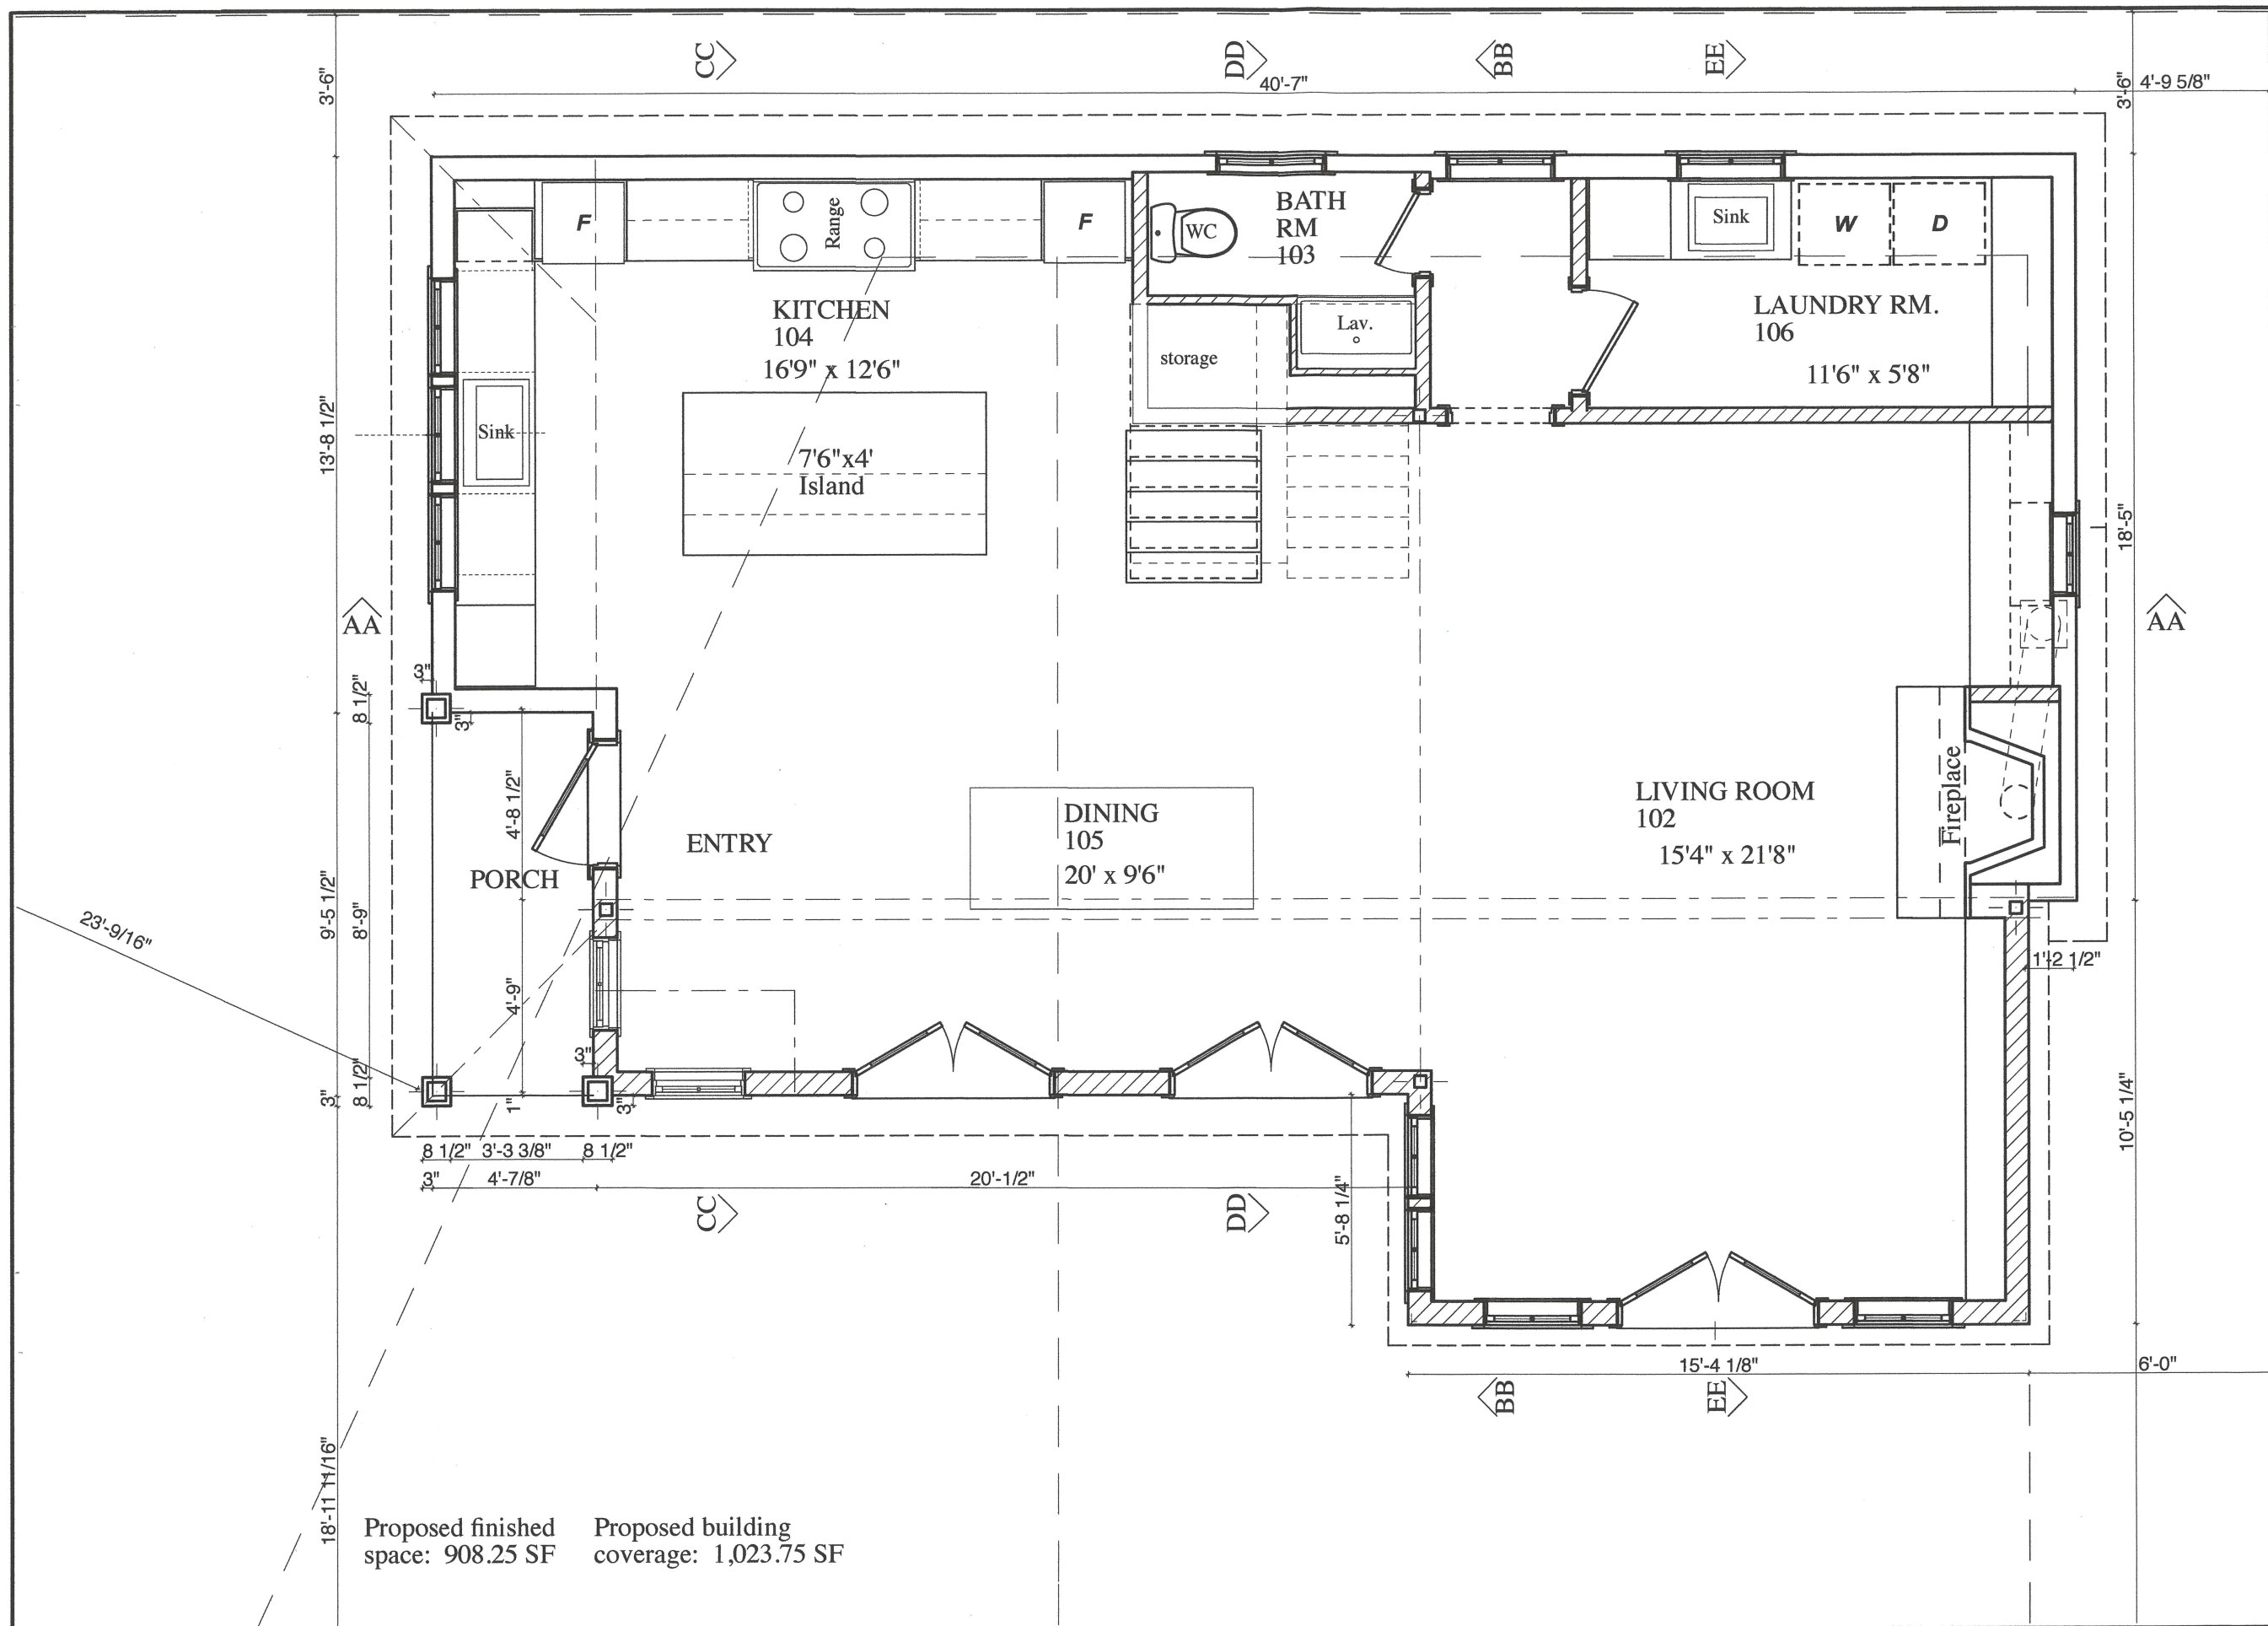 CC
DD
BB
EE
40'-7"
3'-6"
3'-6"
4'-9 5/8"
F
Range
F
WC
BATH
RM
103
Sink
W
D
KITCHEN
104
16'9" x 12'6"
Lav.
storage
LAUNDRY RM.
106
11'6" x 5'8"
13'-8 1/2"
Sink
7'6"x4'
Island
18'-5"
AA
AA
3"
8 1/2"
3"
4'-8 1/2"
ENTRY
PORCH
DINING
105
20' x 9'6"
LIVING ROOM
102
15'4" x 21'8"
Fireplace
9'-5 1/2"
8'-9"
23'-9/16"
4'-9"
1'-2 1/2"
3"
3"
8 1/2"
1"
3"
10'-5 1/4"
8 1/2"
3'-3 3/8"
8 1/2"
3"
4'-7/8"
20'-1/2"
5'-8 1/4"
CC
DD
15'-4 1/8"
6'-0"
BB
EE
18'-11 11/16"
Proposed finished
space: 908.25 SF
Proposed building
coverage: 1,023.75 SF